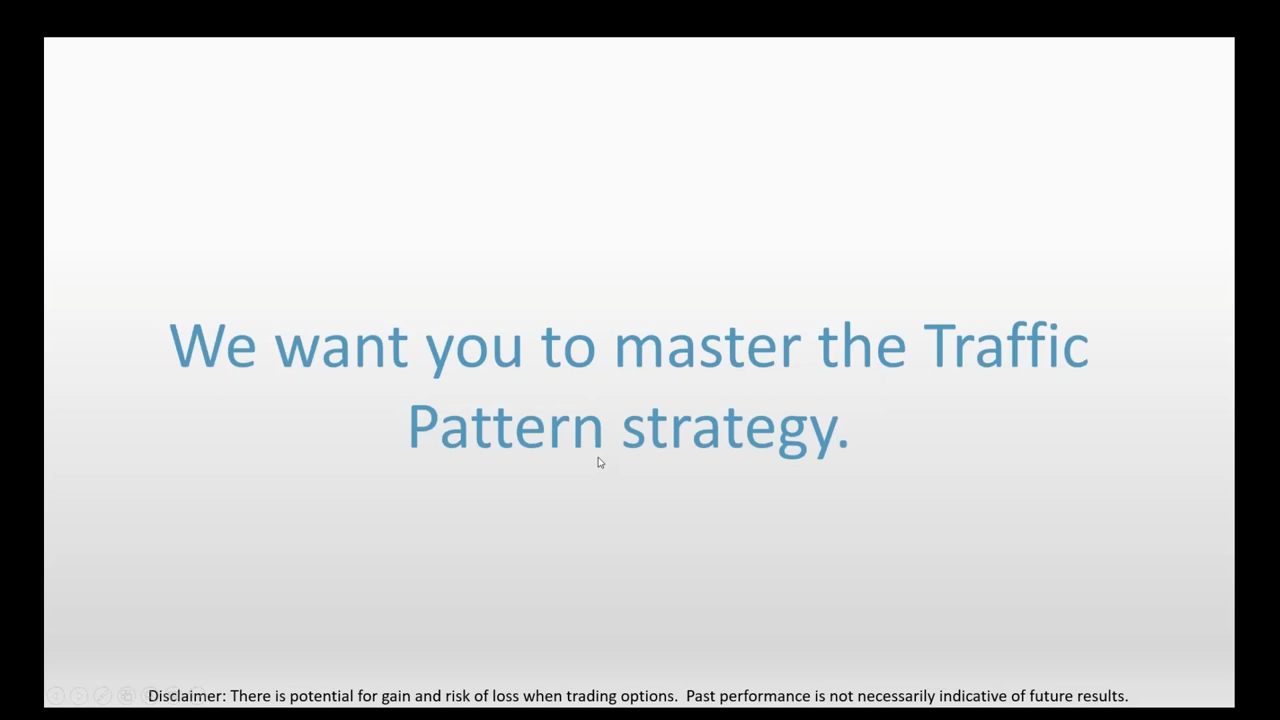 We want you to master the Traffic
Pattern strategy.
Disclaimer: There is potential for gain and risk of loss when trading options.  Past performance is not necessarily indicative of future results.